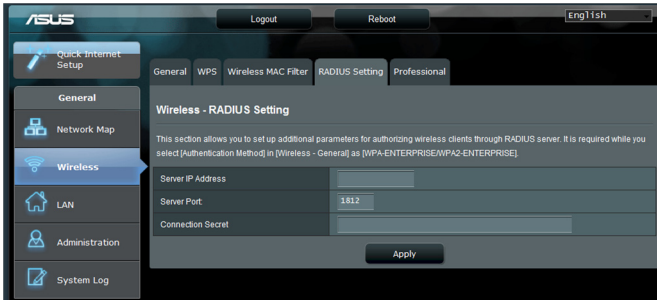 ASUS
Logout
Reboot
English
Quick Internet
Setup
General
Network Map
Wireless
LAN
Administration
System Log
General
WPS
Wireless MAC Filter
RADIUS Setting
Professional
Wireless - RADIUS Setting
This section allows you to set up additional parameters for authorizing wireless clients through RADIUS server. It is required while you
select [Authentication Method] in [Wireless - General] as [WPA-ENTERPRISE/WPA2-ENTERPRISE].
Server IP Address
Server Port:
1812
Connection Secret
Apply